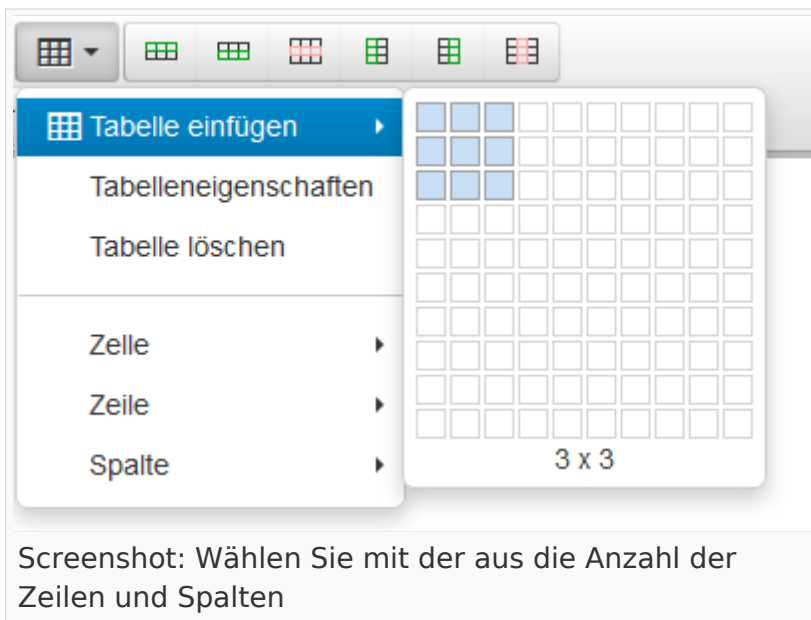 Tabelle einfügen
Tabelleneigenschaften
Tabelle löschen
Zelle
Zeile
Spalte
3 x 3
Screenshot: Wählen Sie mit der aus die Anzahl der
Zeilen und Spalten